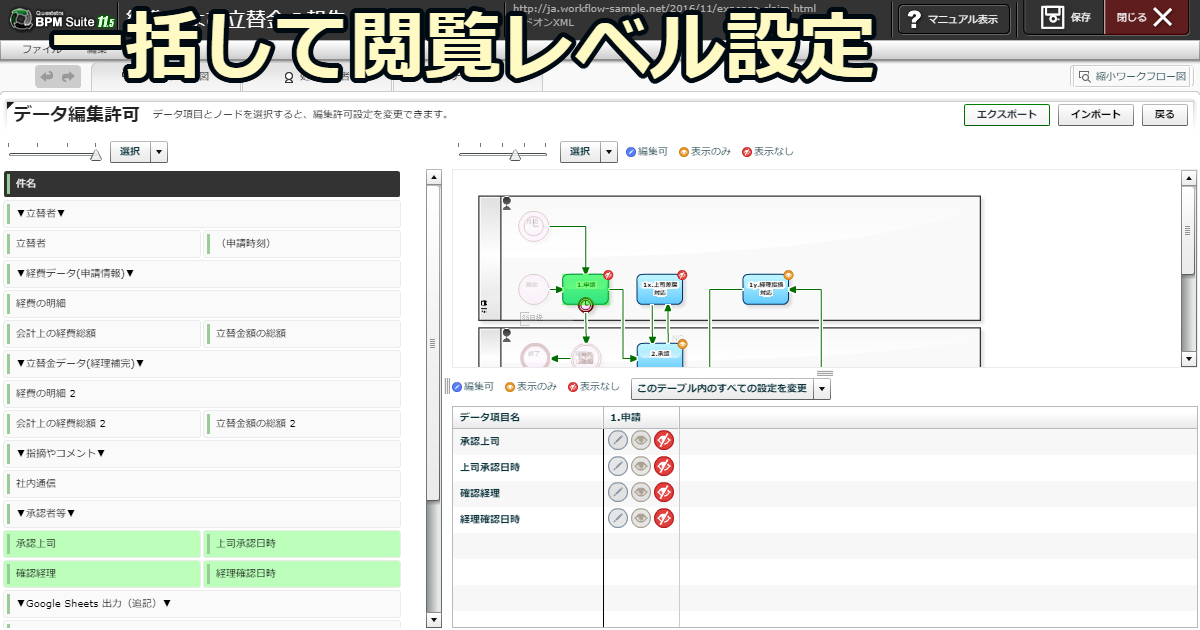 一括して閲覧レベル設定
Questetra
BPM Suite 11.5
立替金
http://ja.workflow-sample.net/2016/11/expense-claim.html
ドオンXML
? マニュアル表示
保存
閉じる
ファイル 編集
縮小ワークフロー図
データ編集許可 データ項目とノードを選択すると、編集許可設定を変更できます。
エクスポート インポート 戻る
選択
選択 編集可 表示のみ 表示なし
件名
▼立替者▼
立替者 （申請時刻）
▼経費データ(申請情報)▼
経費の明細
会計上の経費総額 立替金額の総額
▼立替金データ(経理補完)▼
経費の明細 2
会計上の経費総額 2 立替金額の総額 2
▼指摘やコメント▼
社内通信
▼承認者等▼
承認上司 上司承認日時
確認経理 経理確認日時
▼Google Sheets 出力（追記）▼
1.申請
1x.上司差戻
対応
1y.経理指摘
対応
2.承認
編集可 表示のみ 表示なし このテーブル内のすべての設定を変更
データ項目名 1.申請
承認上司
上司承認日時
確認経理
経理確認日時